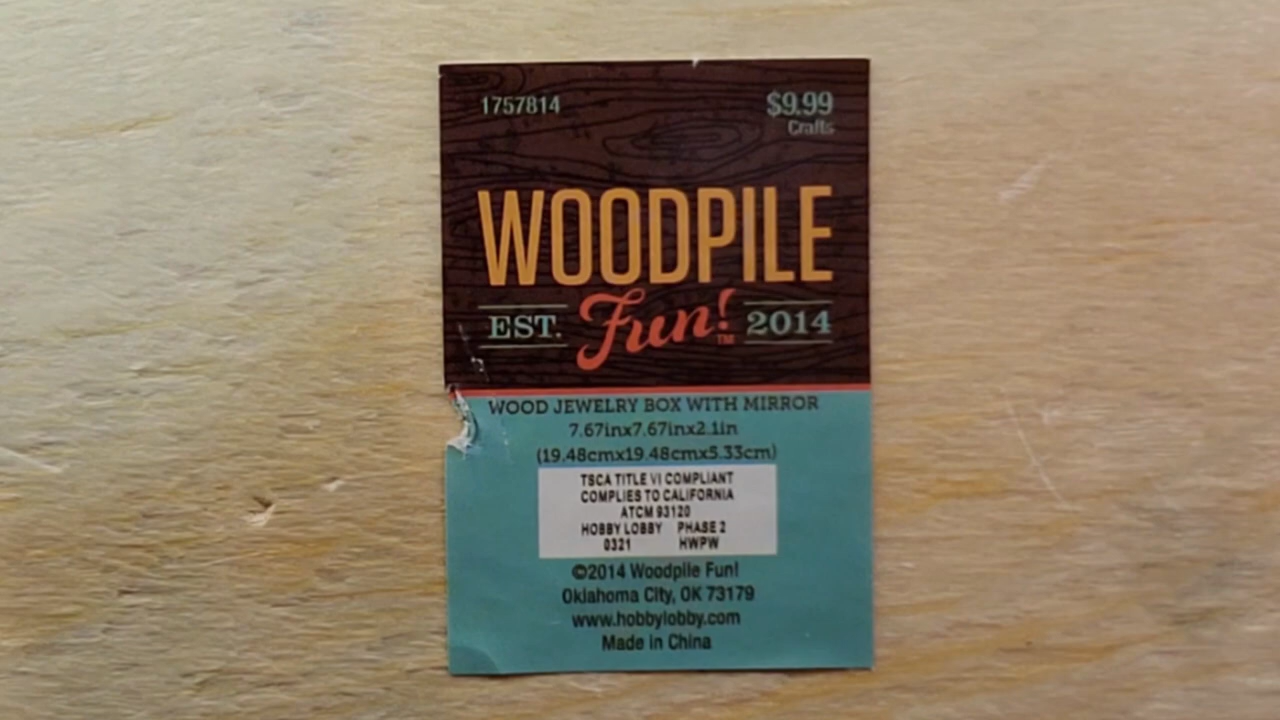 1757814 $9.99
Crafts
WOODPILE
EST. Fun!™ 2014
WOOD JEWELRY BOX WITH MIRROR
7.67inx7.67inx2.1in
(19.48cmx19.48cmx5.33cm)
TSCA TITLE VI COMPLIANT
COMPLIES TO CALIFORNIA
ATCM 93120
HOBBY LOBBY PHASE 2
0321 HWPW
©2014 Woodpile Fun!
Oklahoma City, OK 73179
www.hobbylobby.com
Made in China